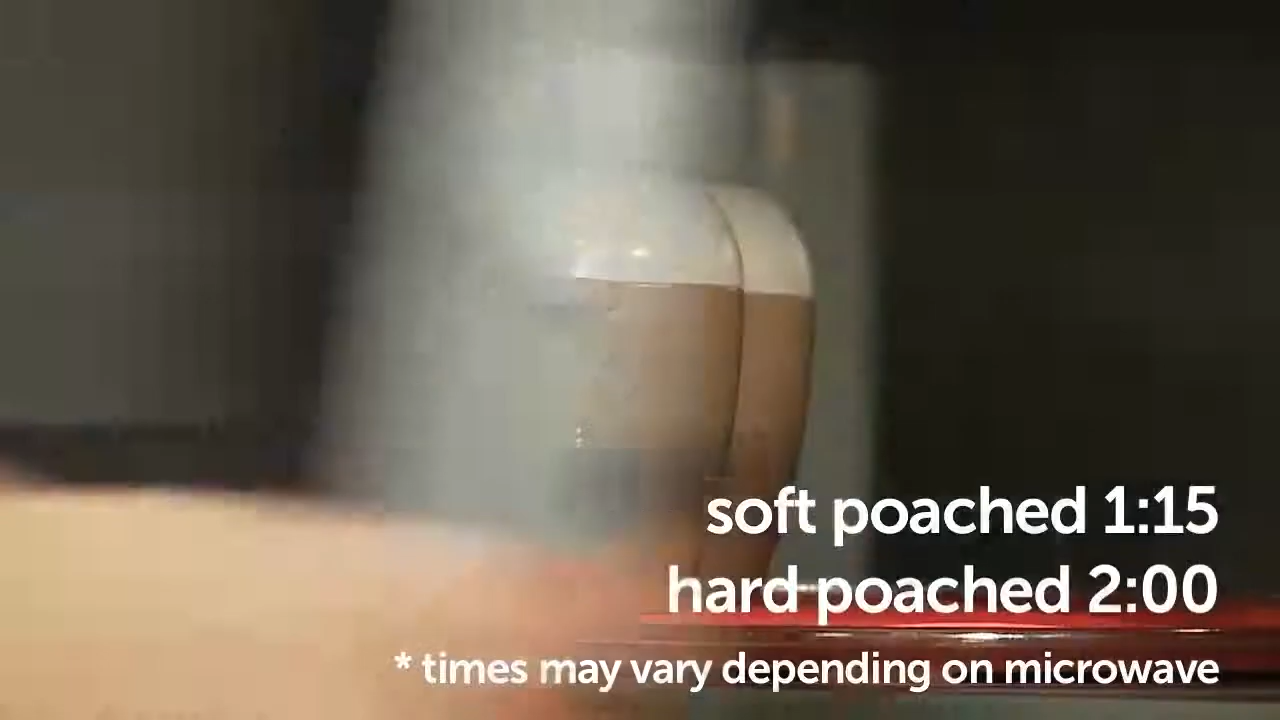 soft poached 1:15
hard poached 2:00
* times may vary depending on microwave